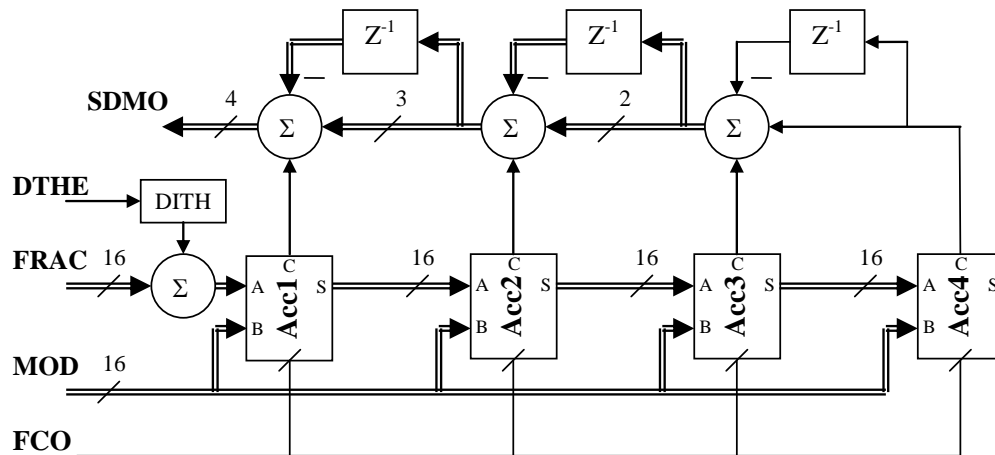 Z-1 Z-1 Z-1
SDMO 4 Σ 3 Σ 2 Σ
DTHE DITH
FRAC 16 Σ A B C S Acc1 16 A B C S Acc2 16 A B C S Acc3 16 A B C S Acc4
MOD 16
FCO